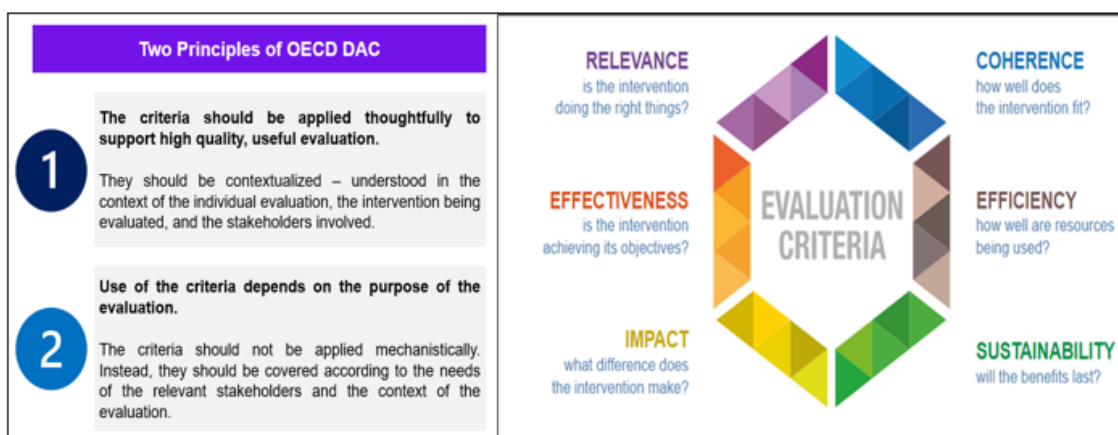 Two Principles of OECD DAC
1
The criteria should be applied thoughtfully to
support high quality, useful evaluation.
They should be contextualized – understood in the
context of the individual evaluation, the intervention being
evaluated, and the stakeholders involved.
2
Use of the criteria depends on the purpose of the
evaluation.
The criteria should not be applied mechanistically.
Instead, they should be covered according to the needs
of the relevant stakeholders and the context of the
evaluation.
RELEVANCE
is the intervention
doing the right things?
COHERENCE
how well does
the intervention fit?
EFFECTIVENESS
is the intervention
achieving its objectives?
EVALUATION
CRITERIA
EFFICIENCY
how well are resources
being used?
IMPACT
what difference does
the intervention make?
SUSTAINABILITY
will the benefits last?